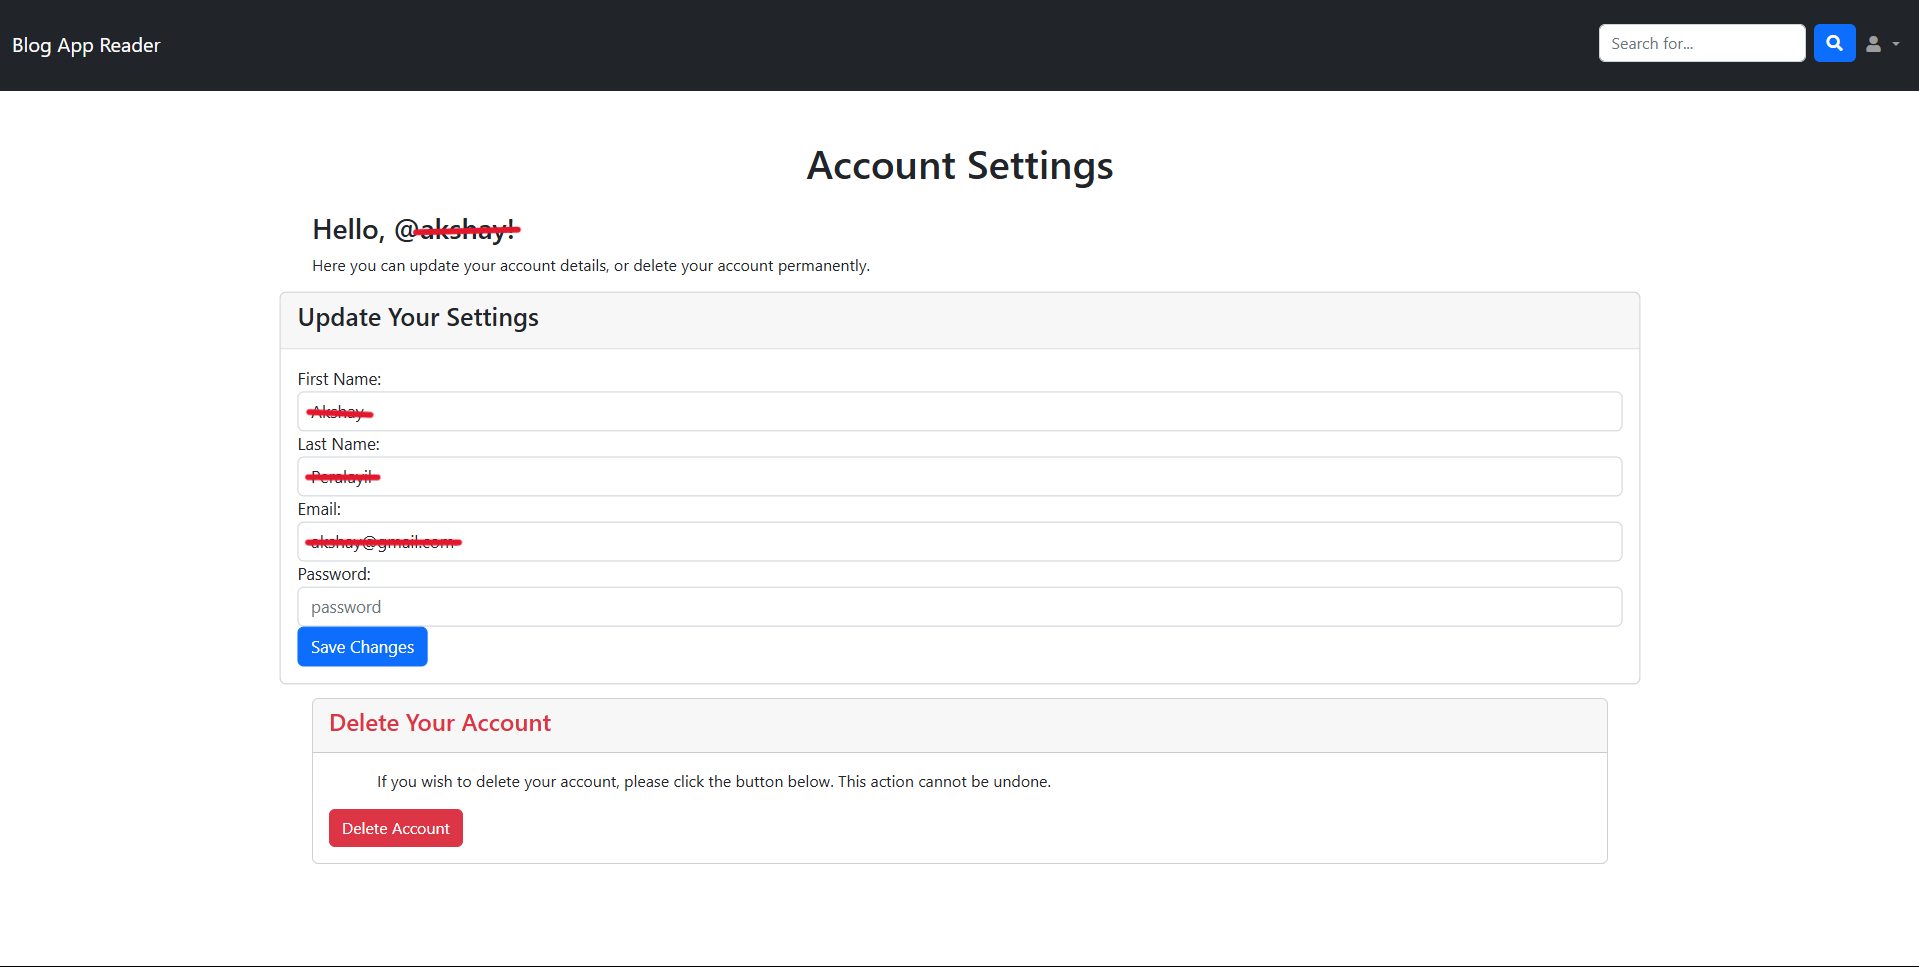 Blog App Reader
Search for...
Account Settings
Hello, @akshay!
Here you can update your account details, or delete your account permanently.
Update Your Settings
First Name:
Akshay
Last Name:
Peralayil
Email:
akshay@gmail.com
Password:
password
Save Changes
Delete Your Account
If you wish to delete your account, please click the button below. This action cannot be undone.
Delete Account